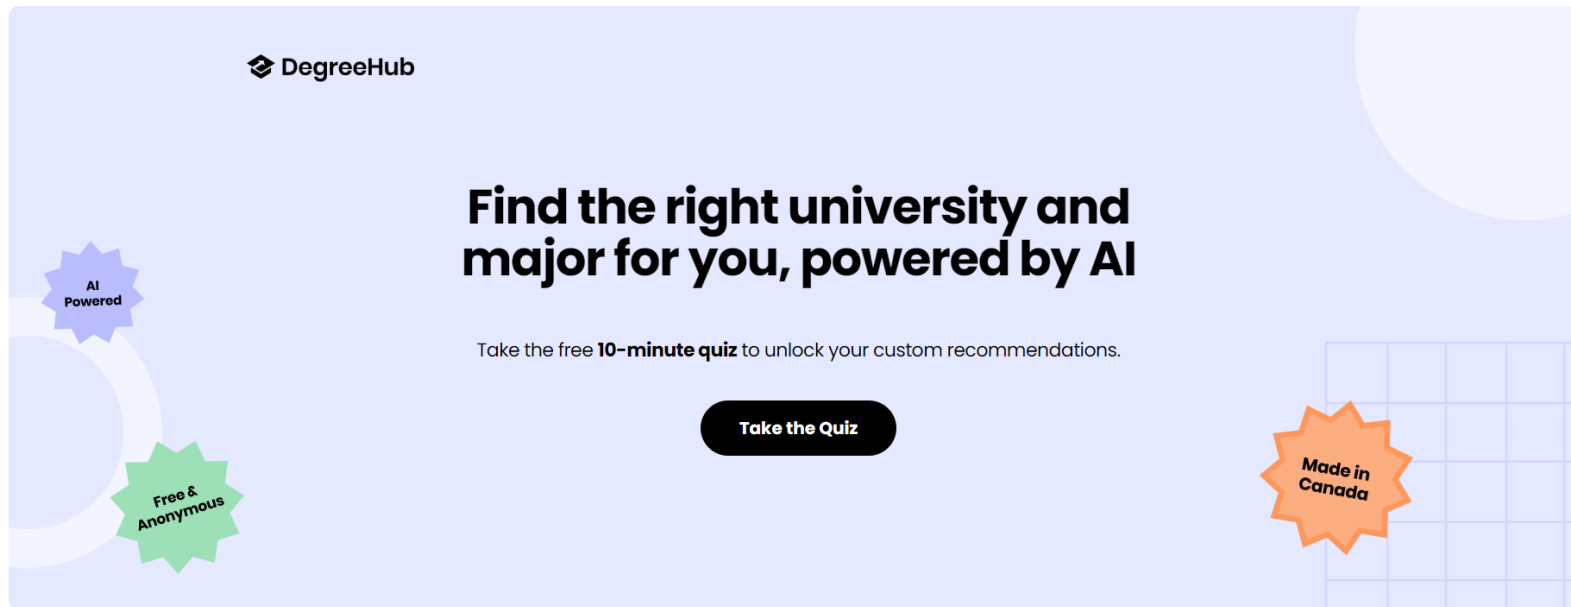 DegreeHub
Find the right university and
major for you, powered by AI
AI
Powered
Take the free 10-minute quiz to unlock your custom recommendations.
Take the Quiz
Free &
Anonymous
Made in
Canada